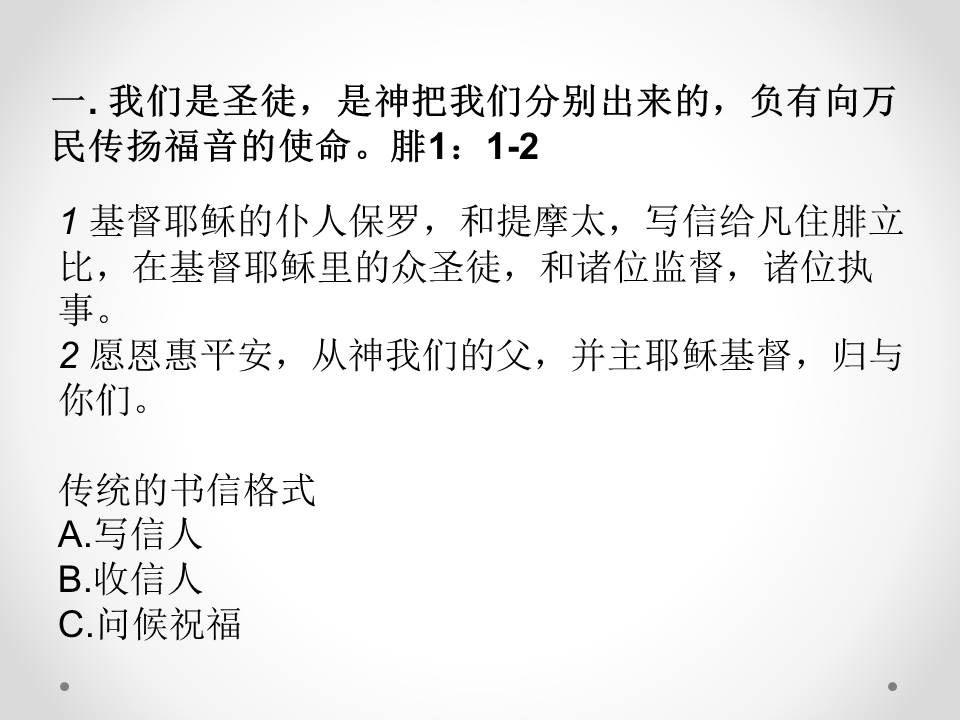 一. 我们是圣徒，是神把我们分别出来的，负有向万
民传扬福音的使命。腓1：1-2
1 基督耶稣的仆人保罗，和提摩太，写信给凡住腓立
比，在基督耶稣里的众圣徒，和诸位监督，诸位执
事。
2 愿恩惠平安，从神我们的父，并主耶稣基督，归与
你们。
传统的书信格式
A.写信人
B.收信人
C.问候祝福